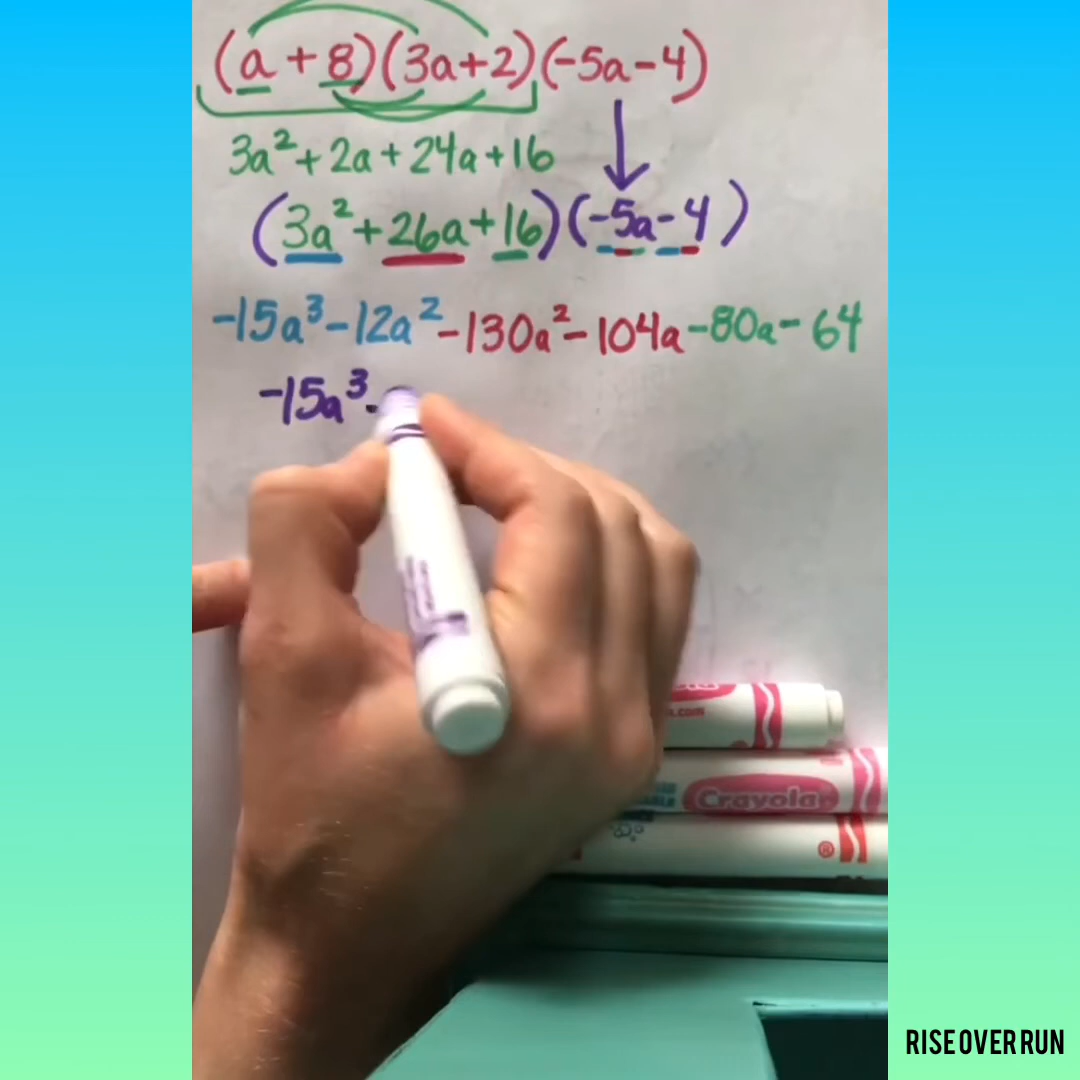 (a + 8)(3a+2)(-5a-4)
3a²+2a+24a+16
(3a²+26a+16)(-5a-4)
-15a³-12a²-130a²-104a-80a-64
-15a³-
.com
Crayola
RISE OVER RUN